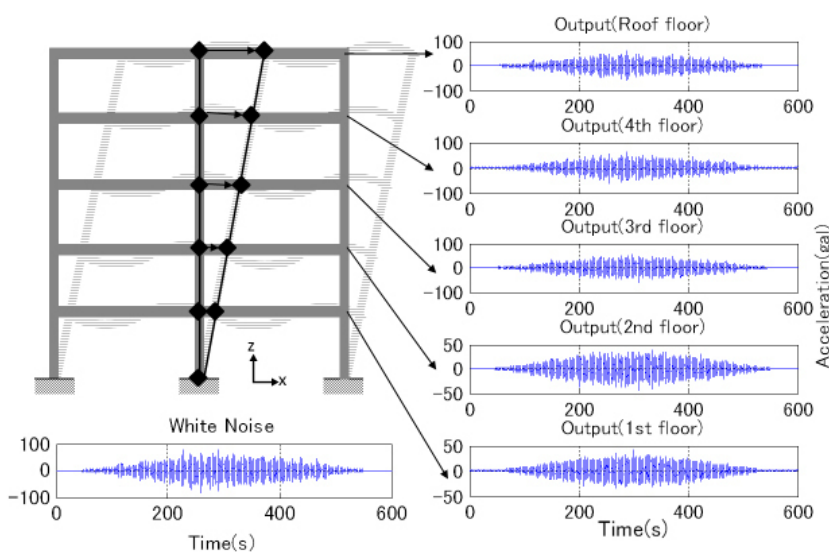 Output(Roof floor)
100
0
-100
0 200 400 600
Output(4th floor)
100
0
-100
0 200 400 600
Output(3rd floor)
100
0
-100
0 200 400 600
Output(2nd floor)
50
0
-50
0 200 400 600
Output(1st floor)
50
0
-50
0 200 400 600
Time(s)
Acceleration(gal)
z
x
White Noise
100
0
-100
0 200 400 600
Time(s)